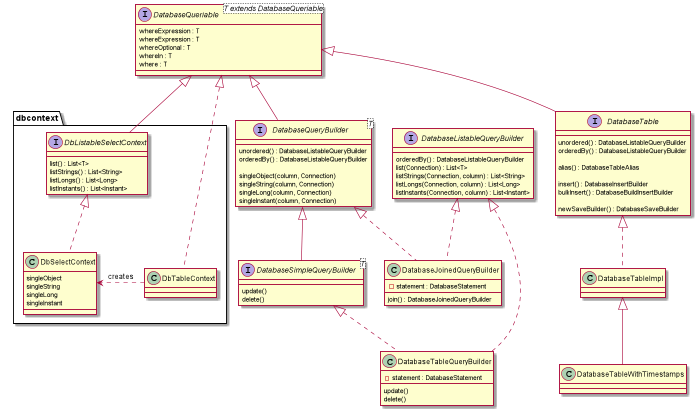 I DatabaseQueriable
T extends DatabaseQueriable
whereExpression : T
whereExpression : T
whereOptional : T
whereIn : T
where : T
dbcontext
I DbListableSelectContext
list() : List<T>
listStrings() : List<String>
listLongs() : List<Long>
listInstants() : List<Instant>
I DatabaseQueryBuilder
T
unordered() : DatabaseListableQueryBuilder
orderedBy() : DatabaseListableQueryBuilder
singleObject(column, Connection)
singleString(column, Connection)
singleLong(column, Connection)
singleInstant(column, Connection)
I DatabaseListableQueryBuilder
orderedBy() : DatabaseListableQueryBuilder
list(Connection) : List<T>
listStrings(Connection, column) : List<String>
listLongs(Connection, column) : List<Long>
listInstants(Connection, column) : List<Instant>
I DatabaseTable
unordered() : DatabaseListableQueryBuilder
orderedBy() : DatabaseListableQueryBuilder
alias() : DatabaseTableAlias
insert() : DatabaseInsertBuilder
bulkInsert() : DatabaseBulkInsertBuilder
newSaveBuilder() : DatabaseSaveBuilder
C DbSelectContext
singleObject
singleString
singleLong
singleInstant
creates
C DbTableContext
I DatabaseSimpleQueryBuilder
T
update()
delete()
C DatabaseJoinedQueryBuilder
statement : DatabaseStatement
join() : DatabaseJoinedQueryBuilder
C DatabaseTableImpl
C DatabaseTableQueryBuilder
statement : DatabaseStatement
update()
delete()
C DatabaseTableWithTimestamps